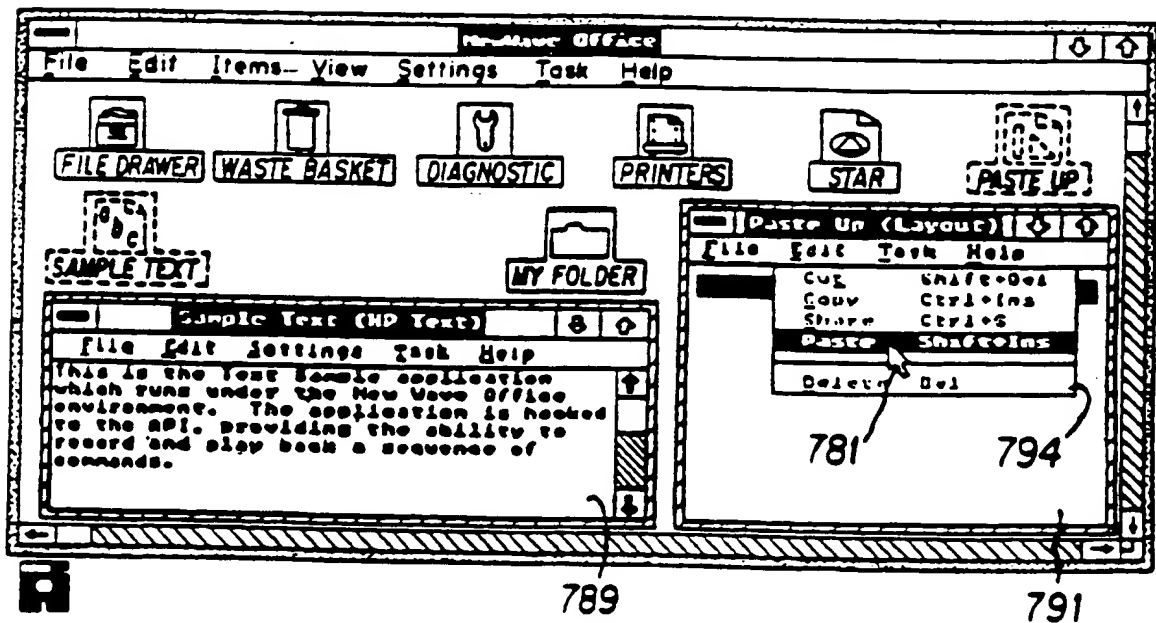 NewWave Office
File Edit Items... View Settings Task Help
FILE DRAWER WASTE BASKET DIAGNOSTIC PRINTERS STAR PASTE UP
SAMPLE TEXT MY FOLDER
Paste Up (Layout)
File Edit Task Help
Cut Shift+Del
Copy Ctrl+Ins
Share Ctrl+S
Paste Shift+Ins
Delete Del
Sample Text (HP Text)
File Edit Settings Task Help
This is the Text Sample application
which runs under the New Wave Office
environment. The application is hooked
to the API, providing the ability to
record and play back a sequence of
commands.
781 794
789 791